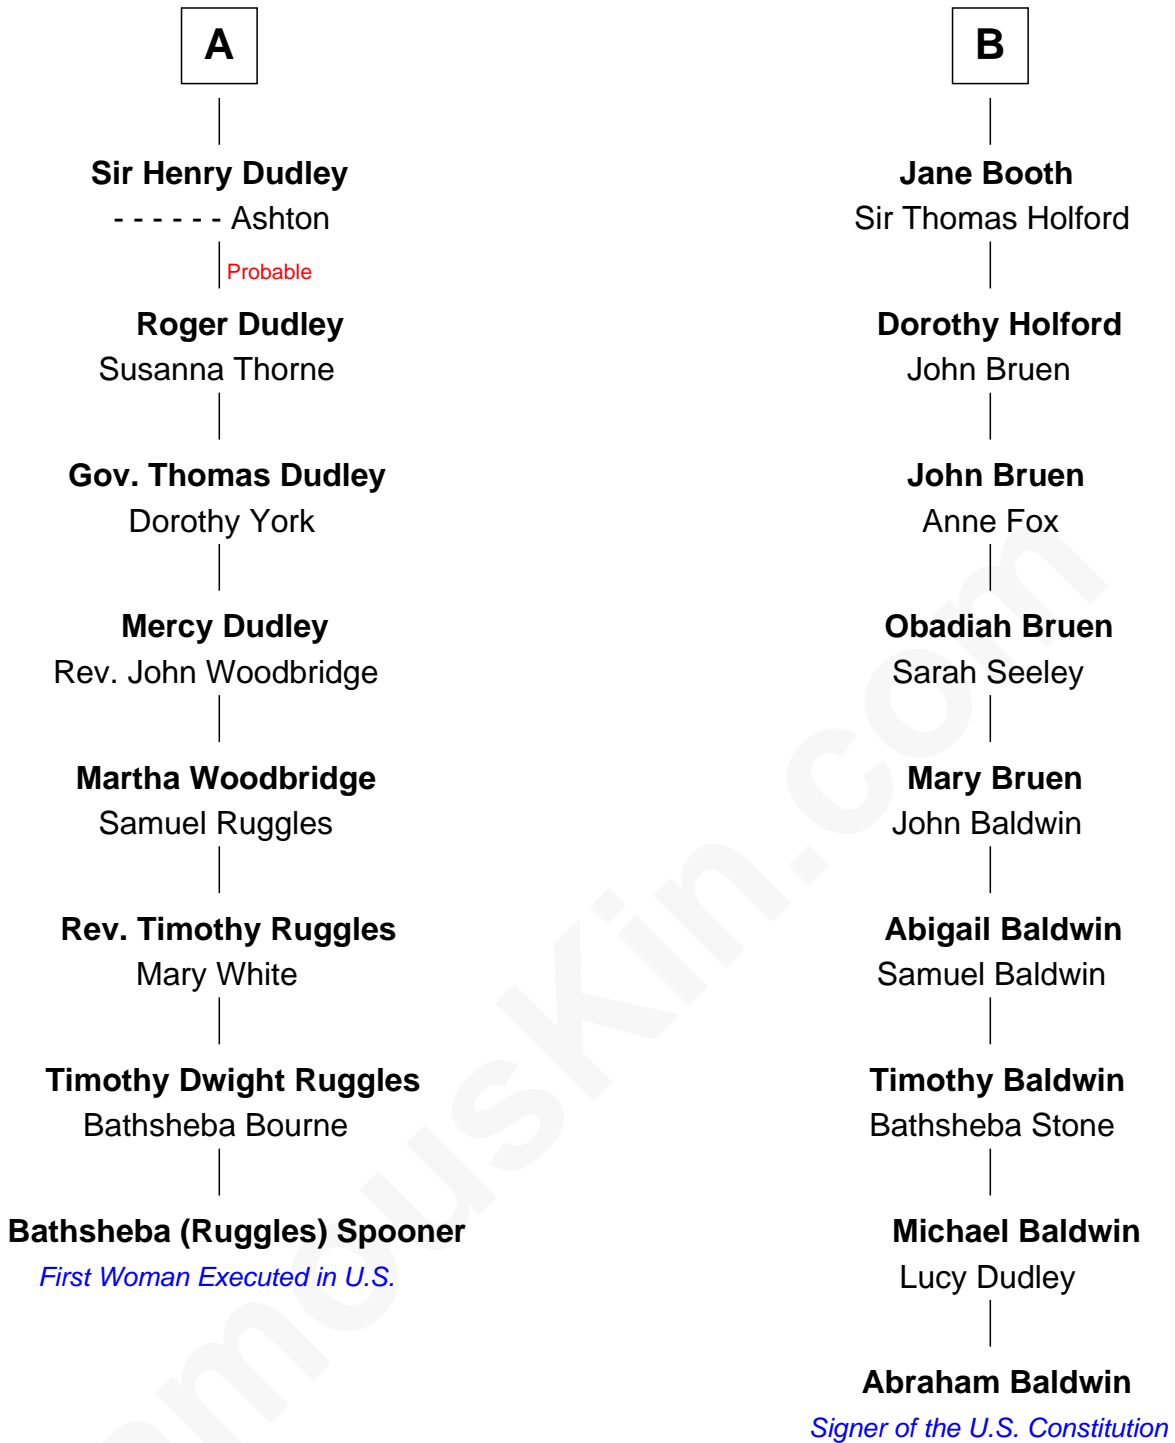 A
Sir Henry Dudley
- - - - - - Ashton
Probable
Roger Dudley
Susanna Thorne
Gov. Thomas Dudley
Dorothy York
Mercy Dudley
Rev. John Woodbridge
Martha Woodbridge
Samuel Ruggles
Rev. Timothy Ruggles
Mary White
Timothy Dwight Ruggles
Bathsheba Bourne
Bathsheba (Ruggles) Spooner
First Woman Executed in U.S.
B
Jane Booth
Sir Thomas Holford
Dorothy Holford
John Bruen
John Bruen
Anne Fox
Obadiah Bruen
Sarah Seeley
Mary Bruen
John Baldwin
Abigail Baldwin
Samuel Baldwin
Timothy Baldwin
Bathsheba Stone
Michael Baldwin
Lucy Dudley
Abraham Baldwin
Signer of the U.S. Constitution
amouskin.com